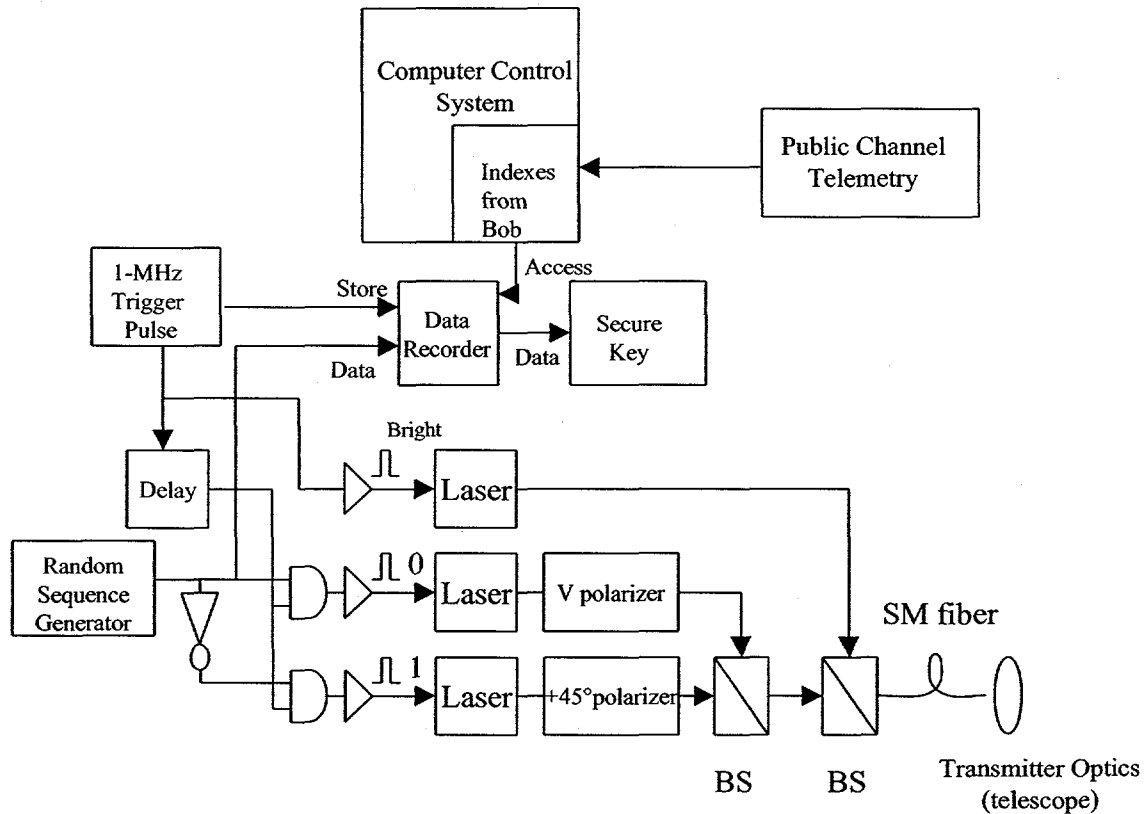 Computer Control
System
Indexes
from
Bob
Public Channel
Telemetry
1-MHz
Trigger
Pulse
Store
Access
Data
Recorder
Data
Data
Secure
Key
Bright
Delay
Laser
Random
Sequence
Generator
0
Laser
V polarizer
SM fiber
1
Laser
+45°polarizer
BS
BS
Transmitter Optics
(telescope)